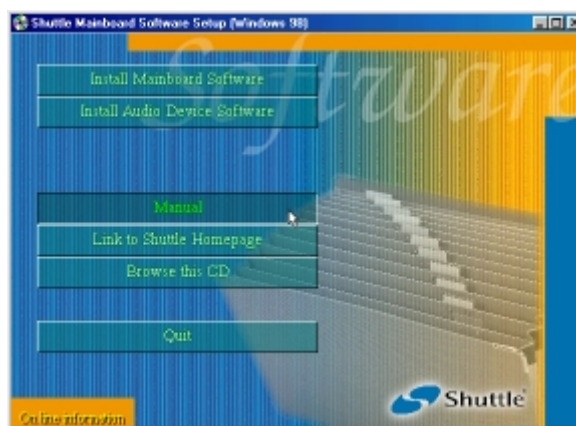 Shuttle Mainboard Software Setup (Windows 98)
Software
Install Mainboard Software
Install Audio Device Software
Manual
Link to Shuttle Homepage
Browse this CD
Quit
Shuttle
On line information